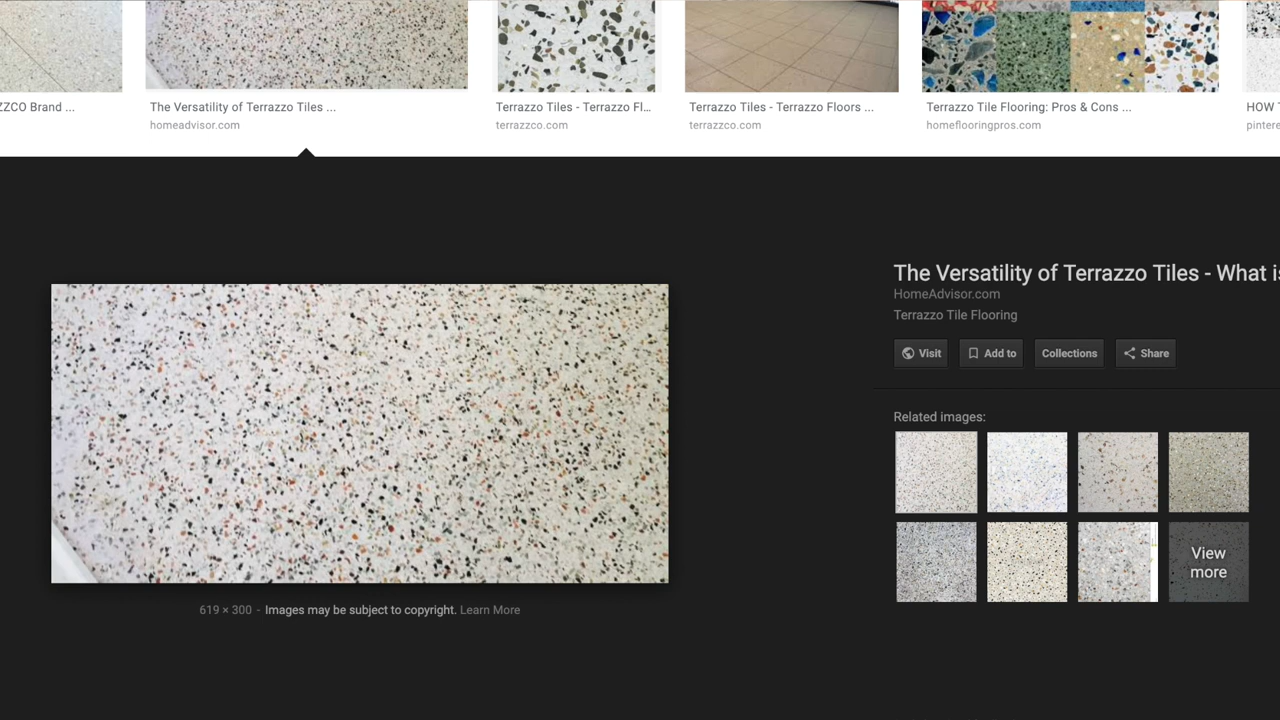 ZZCO Brand ...
The Versatility of Terrazzo Tiles ...
homeadvisor.com
Terrazzo Tiles - Terrazzo Fl...
terrazzco.com
Terrazzo Tiles - Terrazzo Floors ...
terrazzco.com
Terrazzo Tile Flooring: Pros & Cons ...
homeflooringpros.com
HOW T
pintere
The Versatility of Terrazzo Tiles - What is
HomeAdvisor.com
Terrazzo Tile Flooring
Visit
Add to
Collections
Share
Related images:
View
more
619 × 300 - Images may be subject to copyright. Learn More